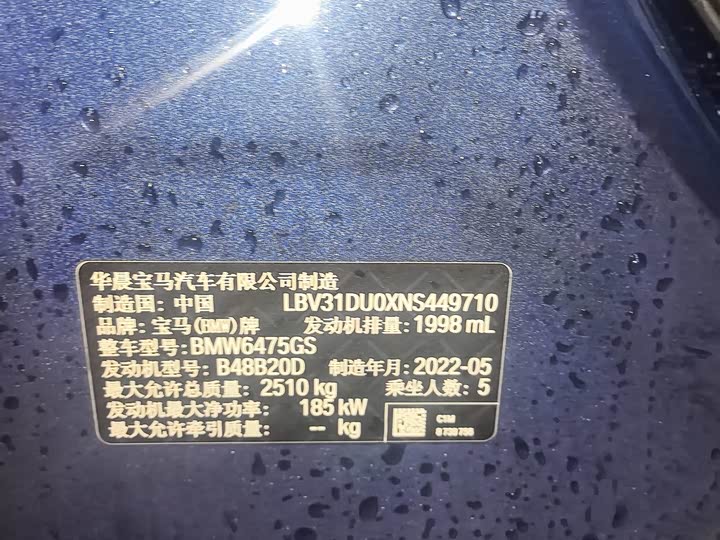 华晨宝马汽车有限公司制造
制造国: 中国 LBV31DU0XNS449710
品牌: 宝马(BMW)牌 发动机排量: 1998 mL
整车型号: BMW6475GS
发动机型号: B48B20D 制造年月: 2022-05
最大允许总质量: 2510 kg 乘坐人数: 5
发动机最大净功率: 185 kW
最大允许牵引质量: -- kg